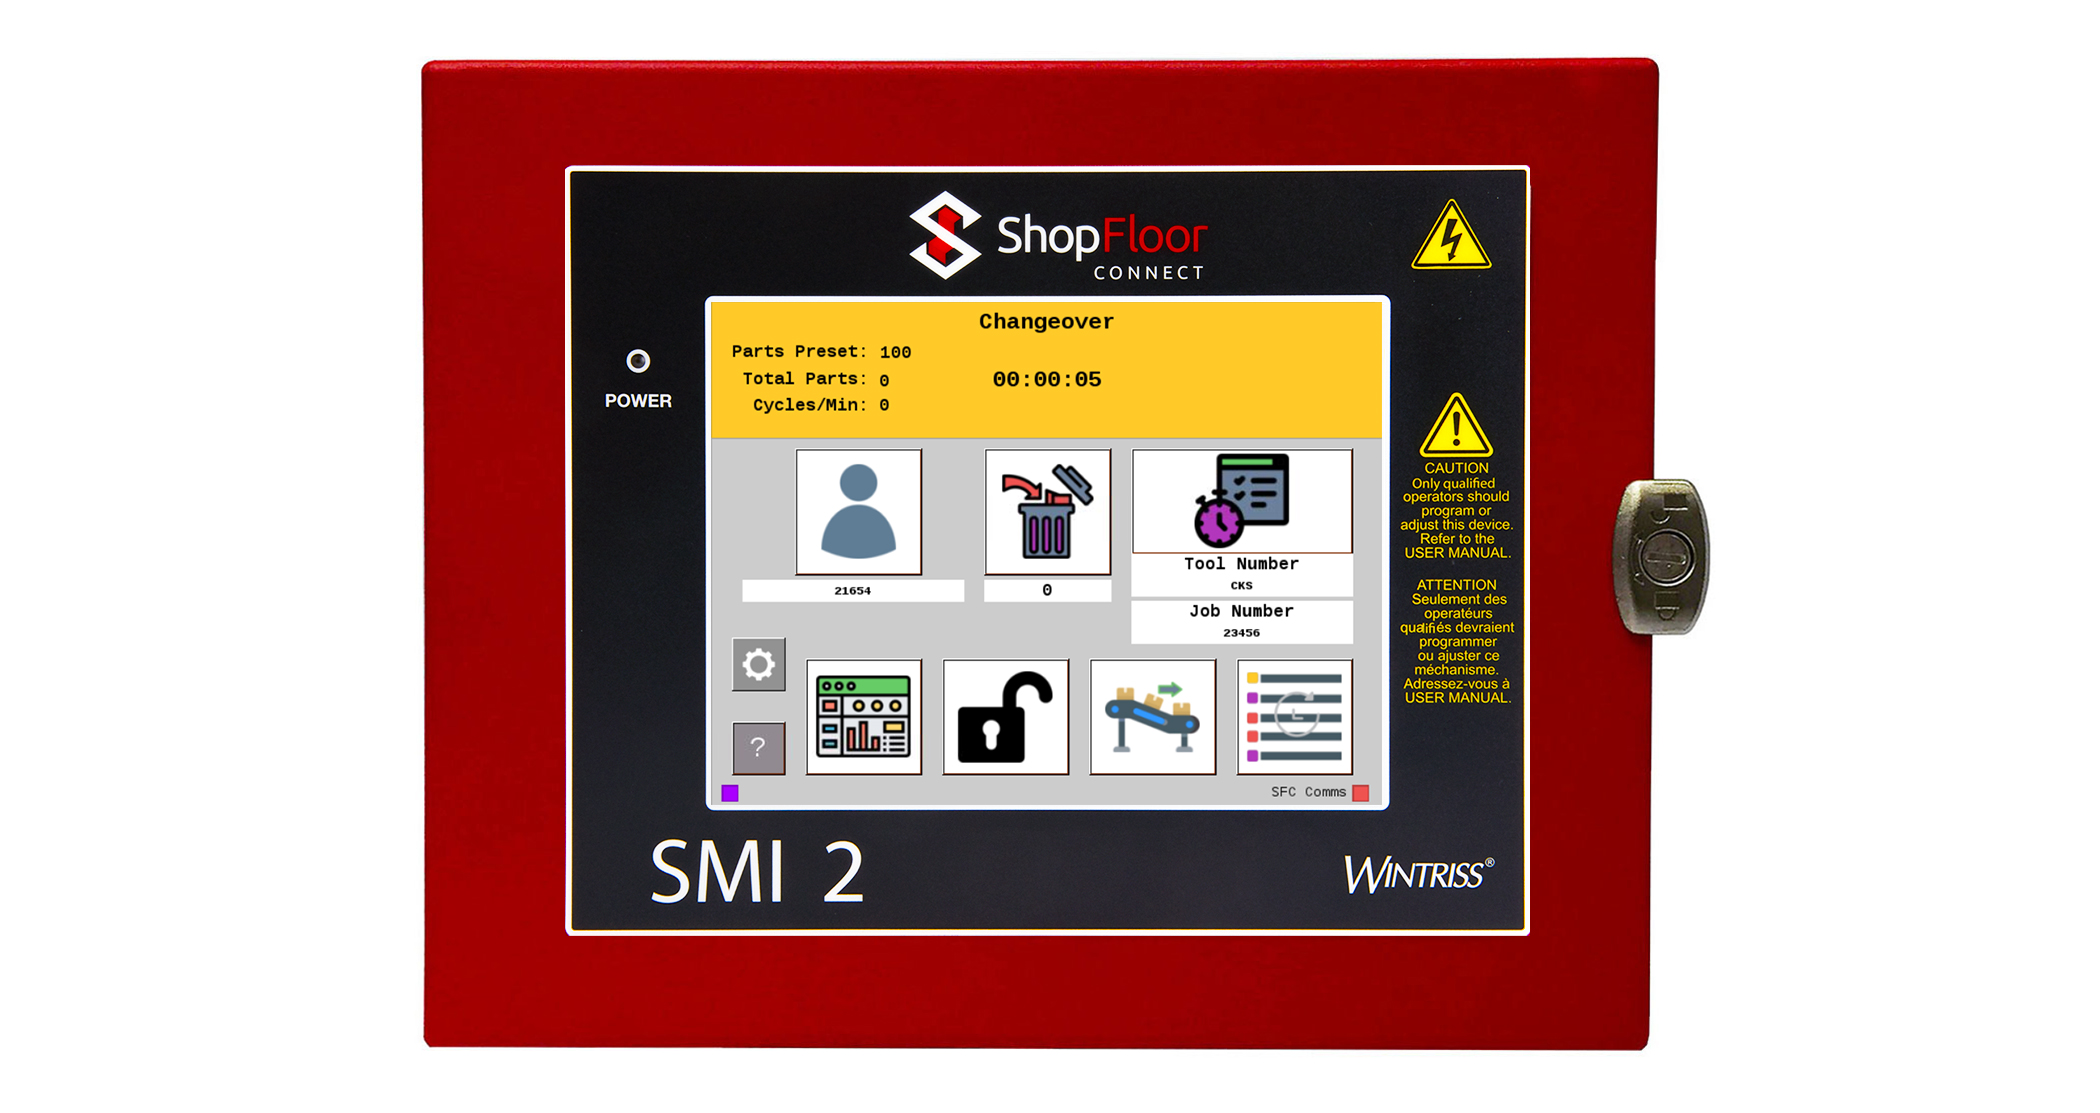 ShopFloor
CONNECT
POWER
Changeover
Parts Preset: 100
Total Parts: 0
00:00:05
Cycles/Min: 0
21654
0
Tool Number
CKS
Job Number
23456
?
SFC Comms
CAUTION
Only qualified
operators should
program or
adjust this device.
Refer to the
USER MANUAL.
ATTENTION
Seulement des
operatéurs
qualifiés devraient
programmer
ou ajuster ce
méchanisme.
Adressez-vous à
USER MANUAL.
SMI 2
WINTRISS®